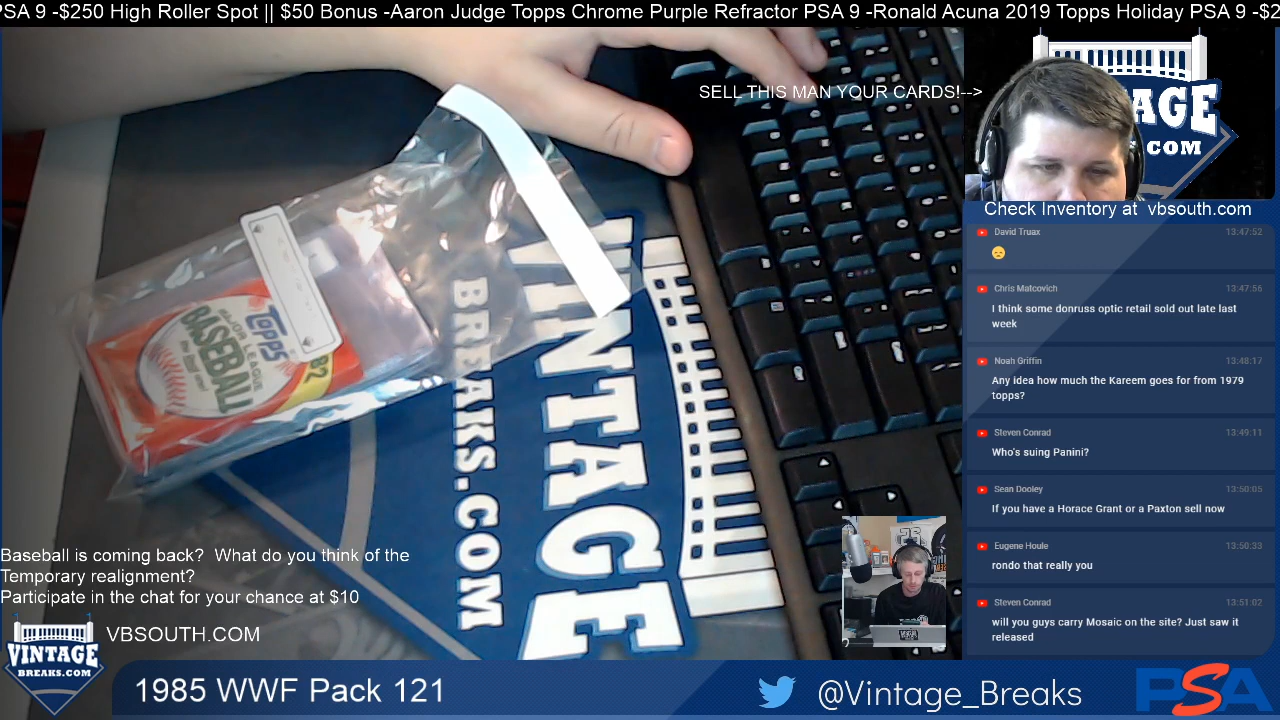 PSA 9 -$250 High Roller Spot || $50 Bonus -Aaron Judge Topps Chrome Purple Refractor PSA 9 -Ronald Acuna 2019 Topps Holiday PSA 9 -$2
SELL THIS MAN YOUR CARDS!-->
AGE
COM
Check Inventory at vbsouth.com
David Truax 13:47:52
😞
Chris Matcovich 13:47:56
I think some donruss optic retail sold out late last
week
Noah Griffin 13:48:17
Any idea how much the Kareem goes for from 1979
topps?
Steven Conrad 13:49:11
Who's suing Panini?
Sean Dooley 13:50:05
If you have a Horace Grant or a Paxton sell now
Eugene Houle 13:50:33
rondo that really you
Steven Conrad 13:51:02
will you guys carry Mosaic on the site? Just saw it
released
TOPPS
MAJOR LEAGUE
BASEBALL
87
VINTAGE
BREAKS.COM
Baseball is coming back? What do you think of the
Temporary realignment?
Participate in the chat for your chance at $10
VINTAGE
BREAKS.COM
VBSOUTH.COM
1985 WWF Pack 121
@Vintage_Breaks
PSA